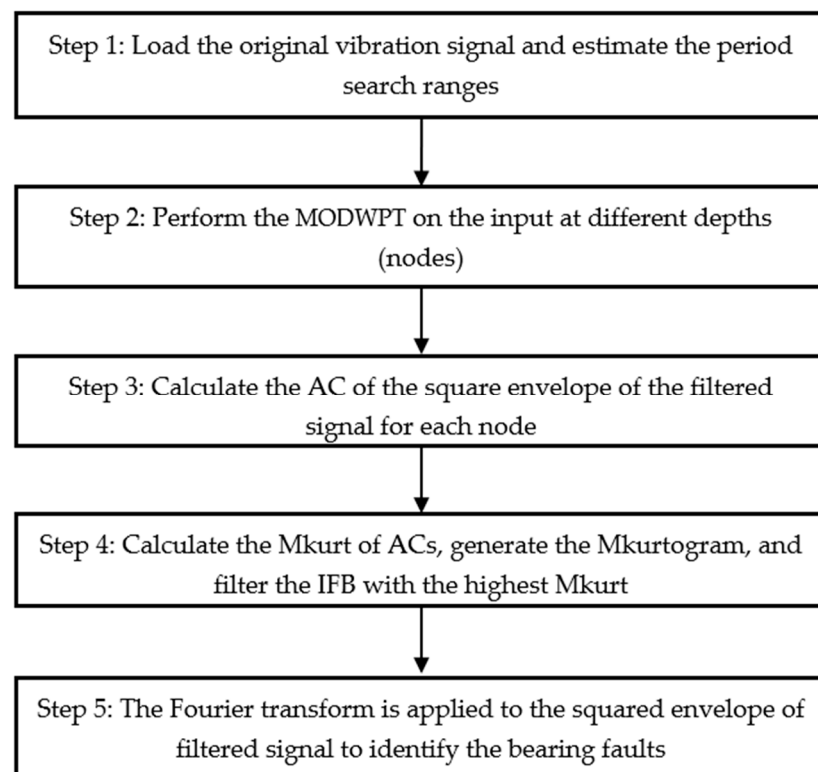 Step 1: Load the original vibration signal and estimate the period
search ranges
Step 2: Perform the MODWPT on the input at different depths
(nodes)
Step 3: Calculate the AC of the square envelope of the filtered
signal for each node
Step 4: Calculate the Mkurt of ACs, generate the Mkurtogram, and
filter the IFB with the highest Mkurt
Step 5: The Fourier transform is applied to the squared envelope of
filtered signal to identify the bearing faults